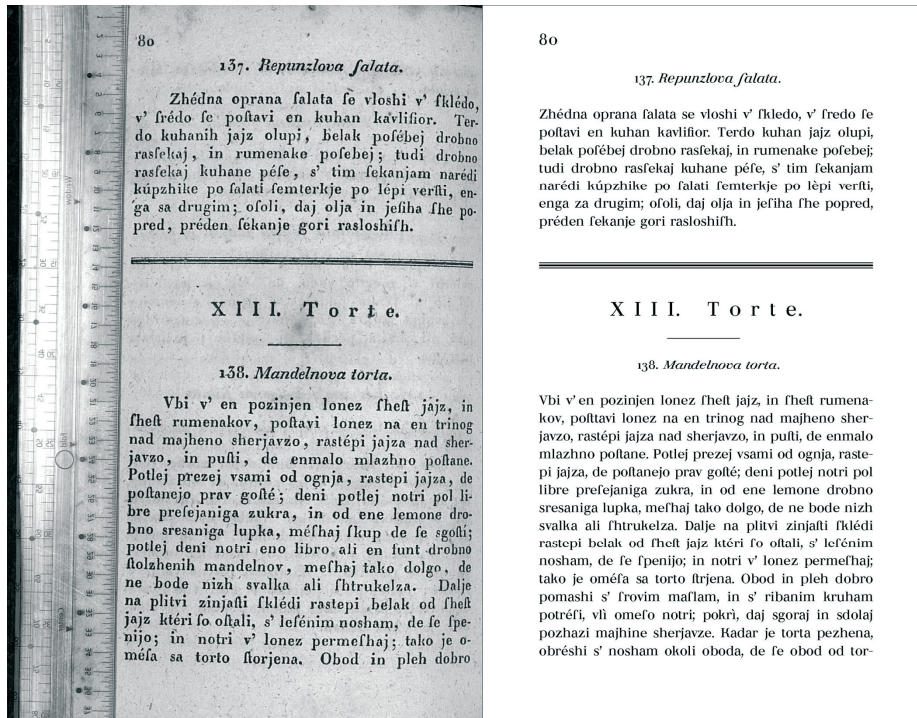 80
137. Repunzlova ſalata.
Zhédna oprana ſalata ſe vloshi v' ſklédo,
v' ſrédo ſe poſtavi en kuhan kavliſior. Ter-
do kuhanih jajz olupi, belak poſébej drobno
rasſekaj, in rumenake poſebej; tudi drobno
rasſekaj kuhane péſe, s' tim ſekanjam narédi
kúpzhike po ſalati ſemterkje po lépi verſti, en-
ga sa drugim; oſoli, daj olja in jeſiha ſhe po-
pred, préden ſekanje gori rasloshiſh.
XIII. Torte.
138. Mandelnova torta.
Vbi v' en pozinjen lonez ſheſt jájz, in
ſheſt rumenakov, poſtavi lonez na en trinog
nad majheno sherjavzo, rastépi jajza nad sher-
javzo, in puſti, de enmalo mlazhno poſtane.
Potlej prezej vsami od ognja, rastepi jajza, de
poſtanejo prav goſté; deni potlej notri pol li-
bre preſejaniga zukra, in od ene lemone dro-
bno sresaniga lupka, méſhaj ſkup de ſe sgoſti;
potlej deni notri eno libro ali en funt drobno
ſtolzhenih mandelnov, meſhaj tako dolgo, de
ne bode nizh svalka ali ſhtrukelza. Dalje
na plitvi zinjaſti ſklédi rastepi belak od ſheſt
jajz ktéri ſo oſtali, s' leſénim nosham, de ſe ſpe-
nijo; in notri v' lonez permeſhaj; tako je o-
méſa sa torto ſtorjena. Obod in pleh dobro
80
137. Repunzlova ſalata.
Zhédna oprana ſalata se vloshi v' ſkledo, v' ſredo ſe
poſtavi en kuhan kavliſior. Terdo kuhan jajz olupi,
belak poſébej drobno rasſekaj, in rumenake poſebej;
tudi drobno rasſekaj kuhane péſe, s' tim ſekanjam
narédi kúpzhike po ſalati ſemterkje po lèpi verſti,
enga za drugim; oſoli, daj olja in jeſiha ſhe popred,
préden ſekanje gori rasloshiſh.
XIII. Torte.
138. Mandelnova torta.
Vbi v' en pozinjen lonez ſheſt jajz, in ſheſt rumena-
kov, poſttavi lonez na en trinog nad majheno sher-
javzo, rastépi jajza nad sherjavzo, in puſti, de enmalo
mlazhno poſtane. Potlej prezej vsami od ognja, raste-
pi jajza, de poſtanejo prav goſté; deni potlej notri pol
libre preſejaniga zukra, in od ene lemone drobno
sresaniga lupka, meſhaj tako dolgo, de ne bode nizh
svalka ali ſhtrukelza. Dalje na plitvi zinjaſti ſklédi
rastepi belak od ſheſt jajz ktéri ſo oſtali, s' leſénim
nosham, de ſe ſpenijo; in notri v' lonez permeſhaj;
tako je oméſa sa torto ſtrjena. Obod in pleh dobro
pomashi s' ſrovim maſlam, in s' ribanim kruham
potréſi, vlì omeſo notri; pokrì, daj sgoraj in sdolaj
pozhazi majhine sherjavze. Kadar je torta pezhena,
obréshi s' nosham okoli oboda, de ſe obod od tor-